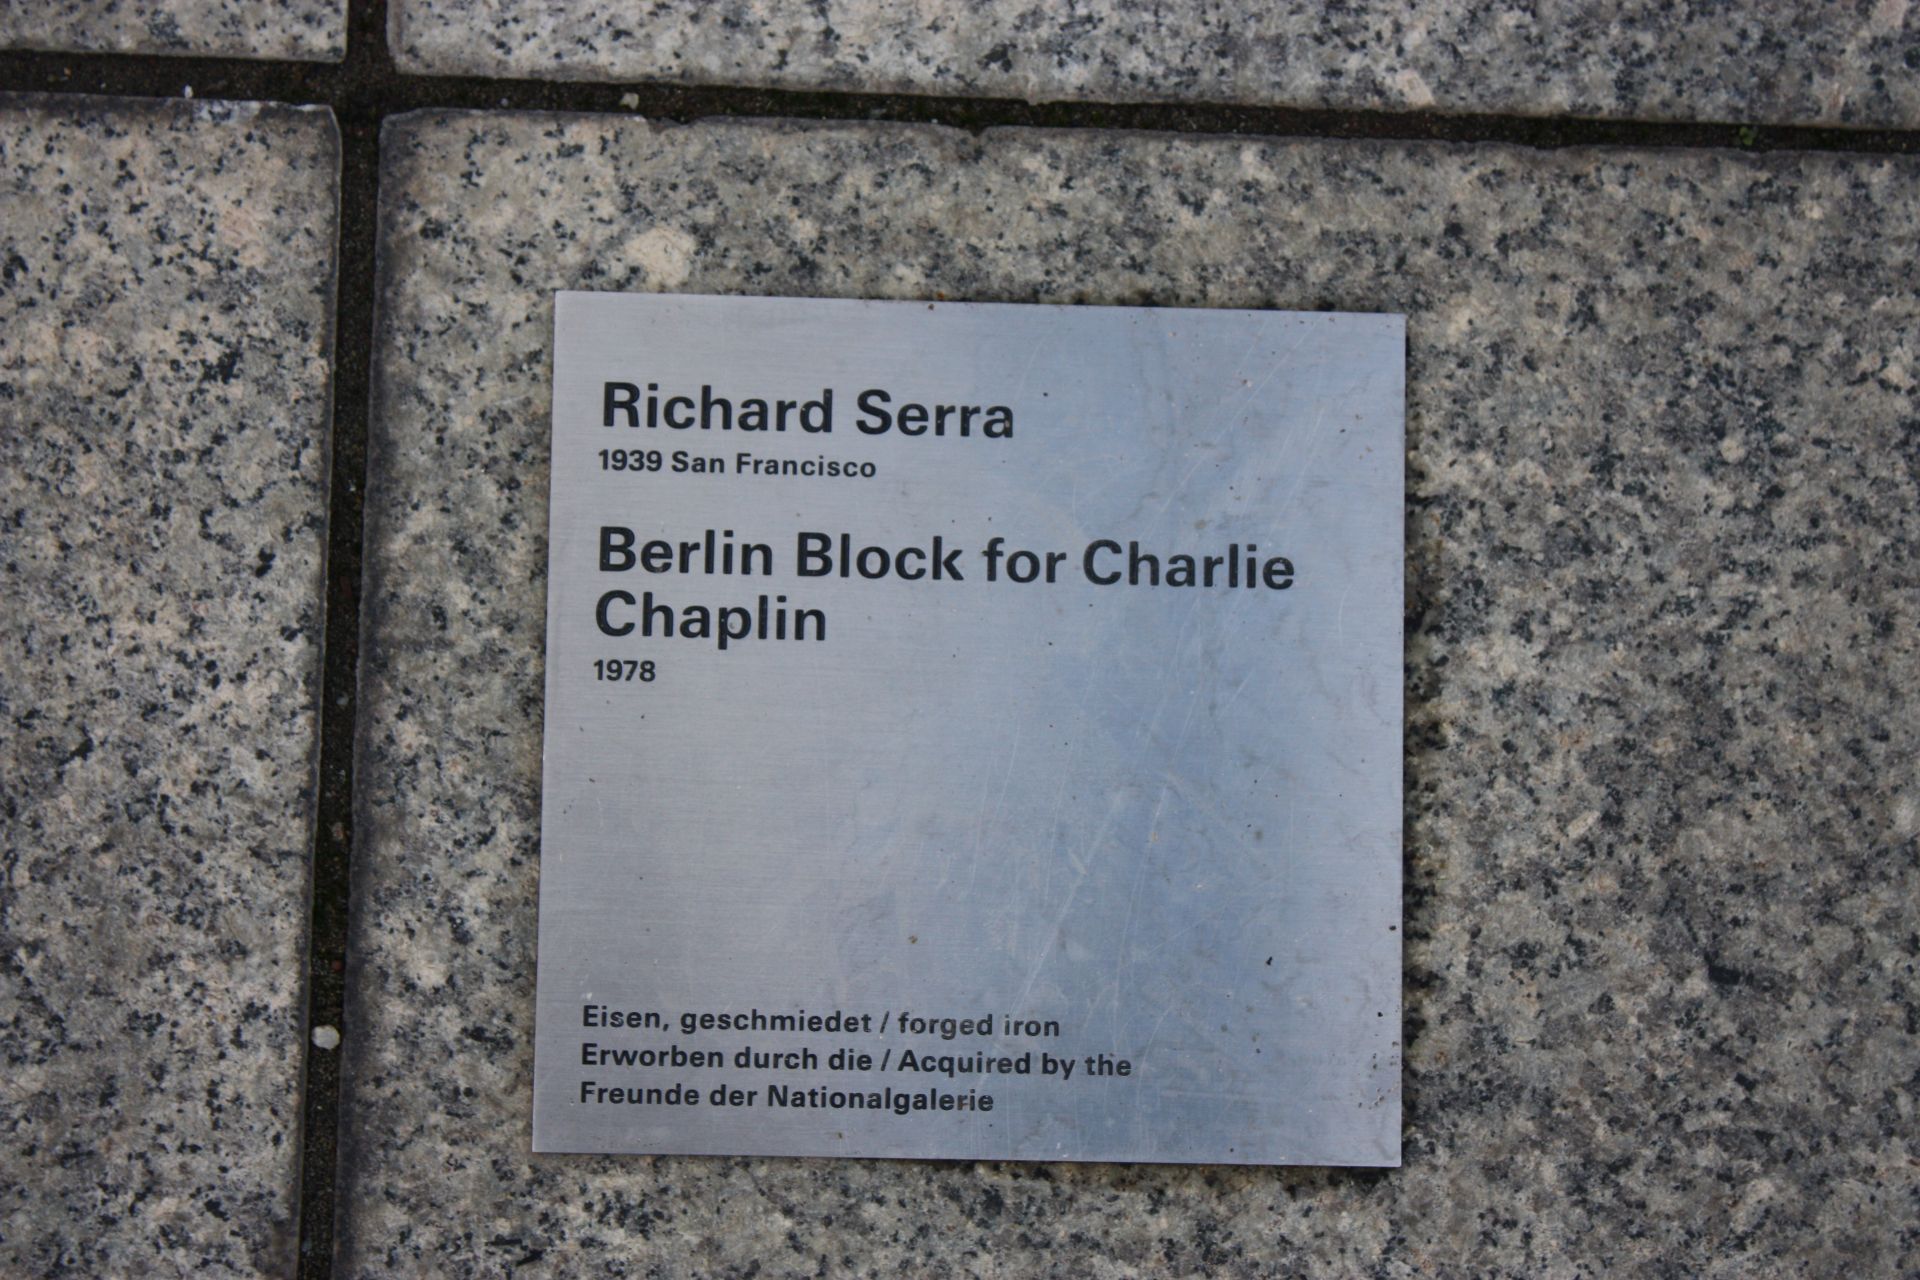 Richard Serra
1939 San Francisco
Berlin Block for Charlie
Chaplin
1978
Eisen, geschmiedet / forged iron
Erworben durch die / Acquired by the
Freunde der Nationalgalerie